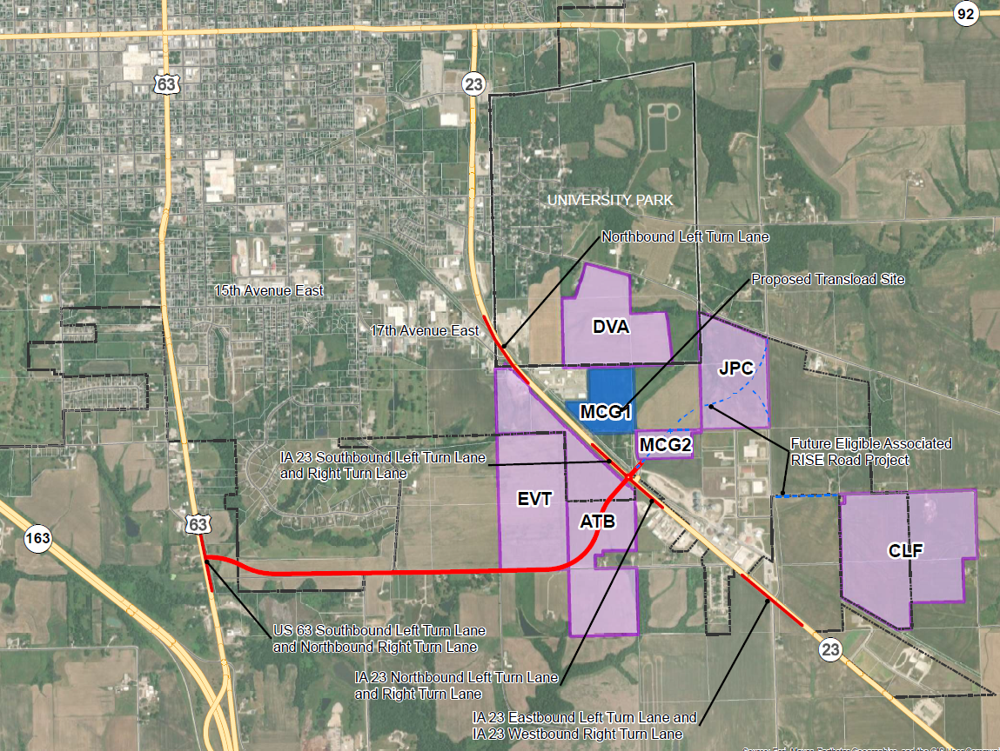 92
63
23
UNIVERSITY PARK
Northbound Left Turn Lane
Proposed Transload Site
15th Avenue East
17th Avenue East
DVA
JPC
MCG1
MCG2
Future Eligible Associated
RISE Road Project
IA 23 Southbound Left Turn Lane
and Right Turn Lane
EVT
ATB
63
163
CLF
US 63 Southbound Left Turn Lane
and Northbound Right Turn Lane
23
IA 23 Northbound Left Turn Lane
and Right Turn Lane
IA 23 Eastbound Left Turn Lane and
IA 23 Westbound Right Turn Lane